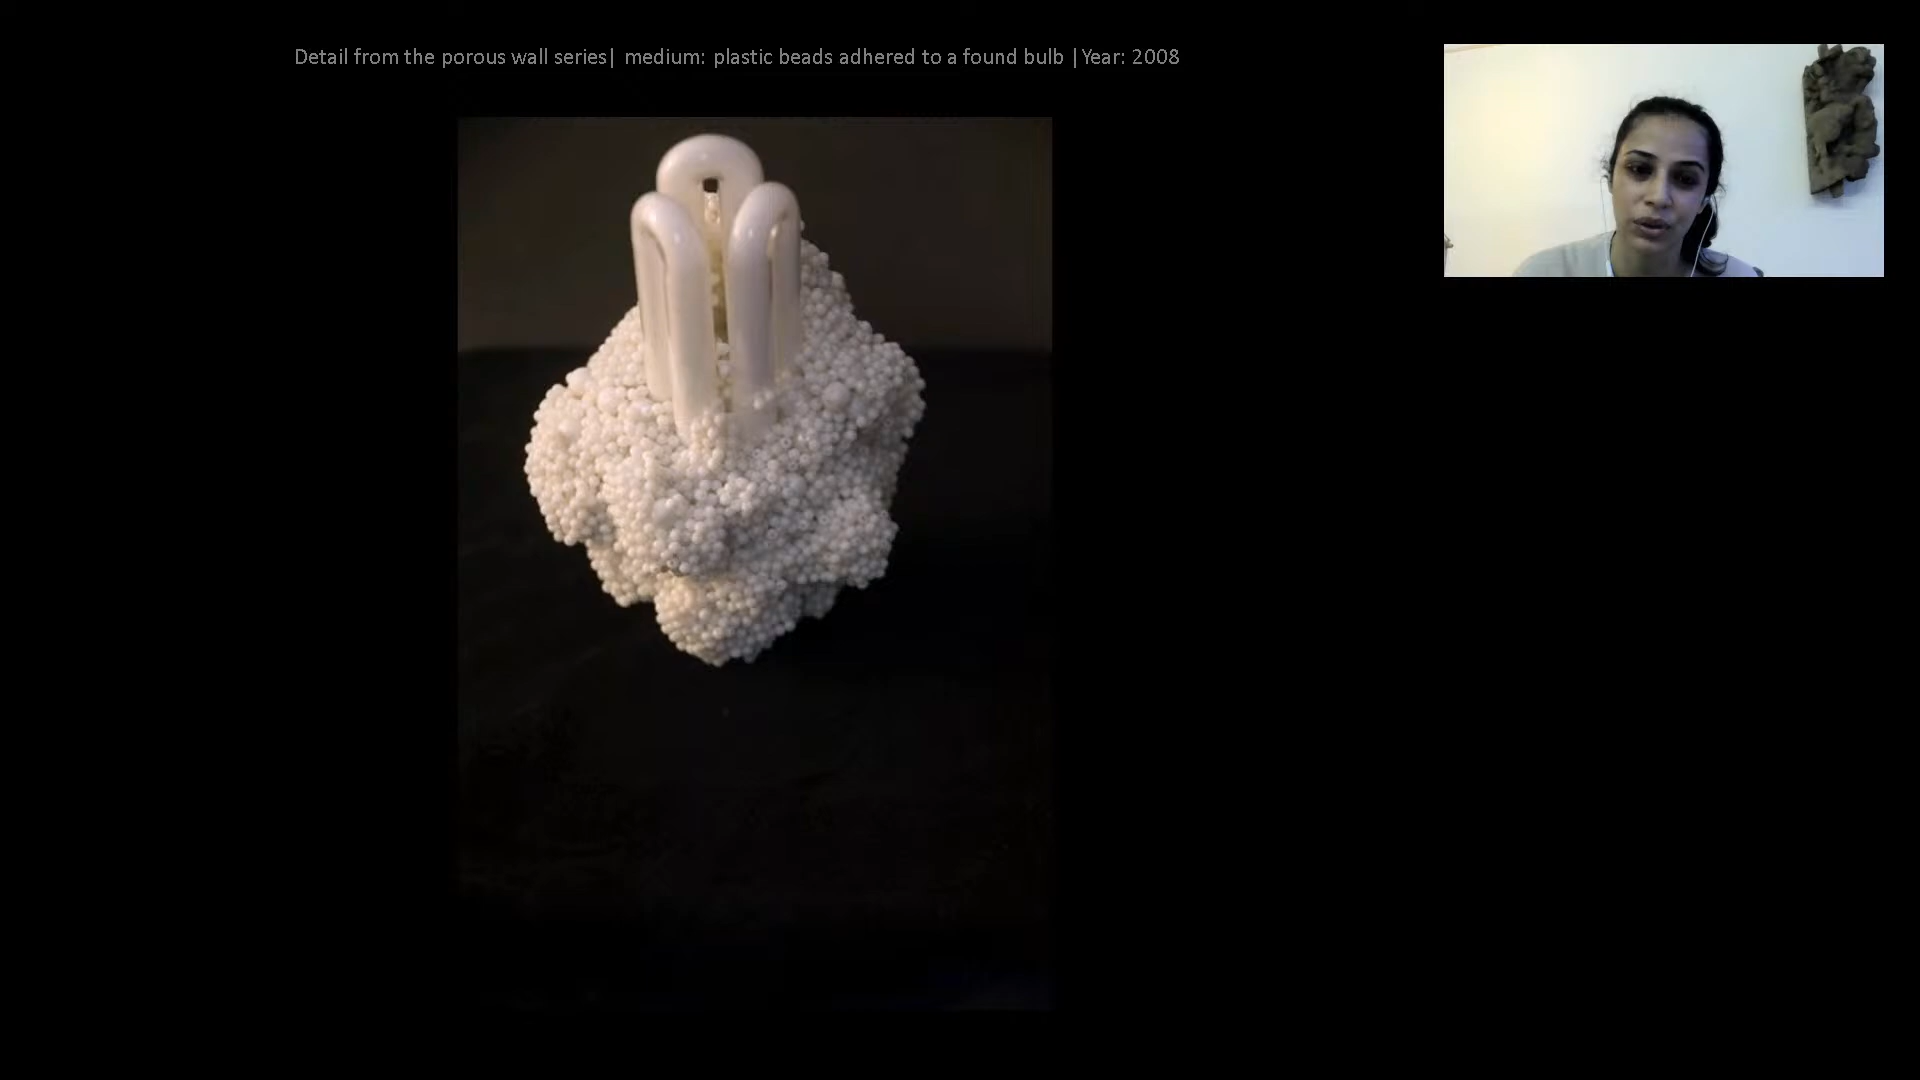 Detail from the porous wall series| medium: plastic beads adhered to a found bulb |Year: 2008